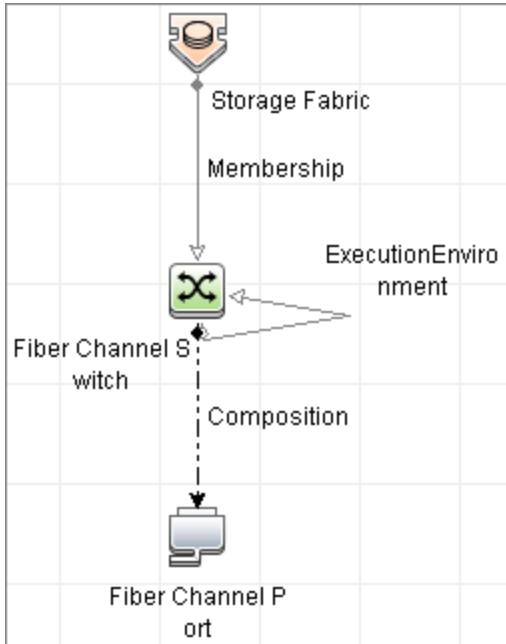 Storage Fabric
Membership
ExecutionEnviro
nment
Fiber Channel S
witch
Composition
Fiber Channel P
ort